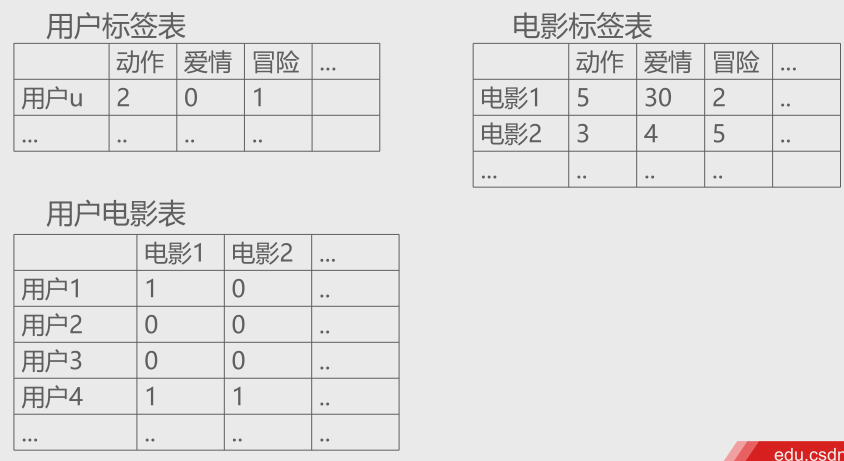 用户标签表
动作 爱情 冒险 ...
用户u 2 0 1
... .. .. ..
电影标签表
动作 爱情 冒险 ...
电影1 5 30 2 ..
电影2 3 4 5 ..
... .. .. ..
用户电影表
电影1 电影2 ...
用户1 1 0 ..
用户2 0 0 ..
用户3 0 0 ..
用户4 1 1 ..
... .. .. ..
edu.csdn